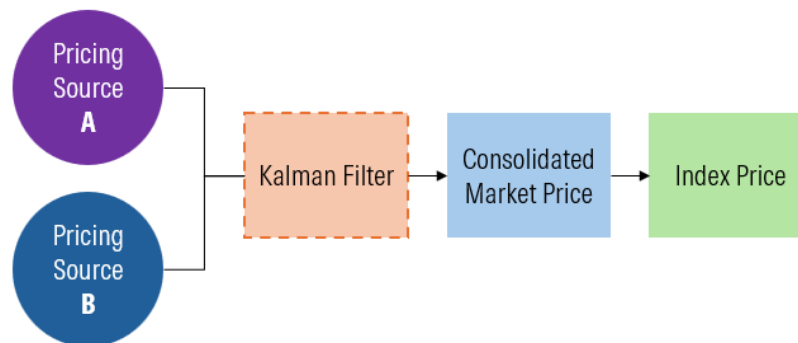 Pricing
Source
A
Kalman Filter
Consolidated
Market Price
Index Price
Pricing
Source
B